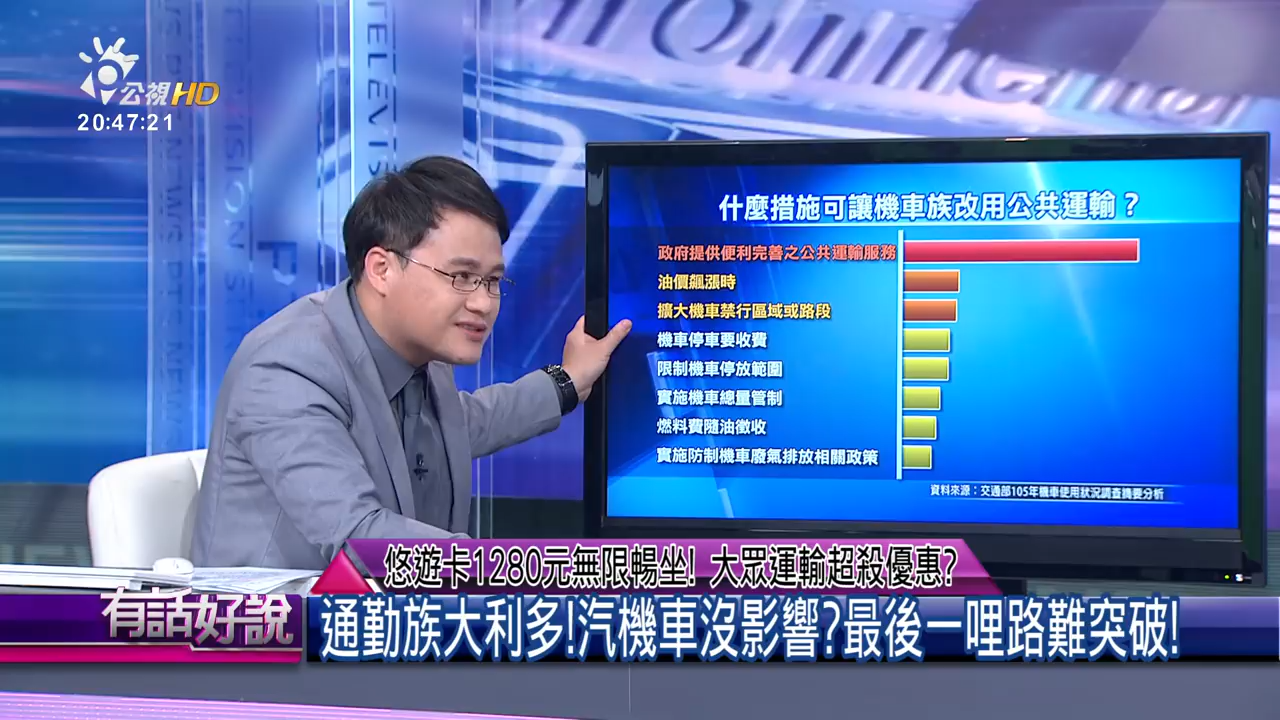 公視HD
20:47:21
TELEVIS
什麼措施可讓機車族改用公共運輸？
政府提供便利完善之公共運輸服務
油價飆漲時
擴大機車禁行區域或路段
機車停車要收費
限制機車停放範圍
實施機車總量管制
燃料費隨油徵收
實施防制機車廢氣排放相關政策
資料來源：交通部105年機車使用狀況調查摘要分析
悠遊卡1280元無限暢坐! 大眾運輸超殺優惠?
有話好說
通勤族大利多!汽機車沒影響?最後一哩路難突破!